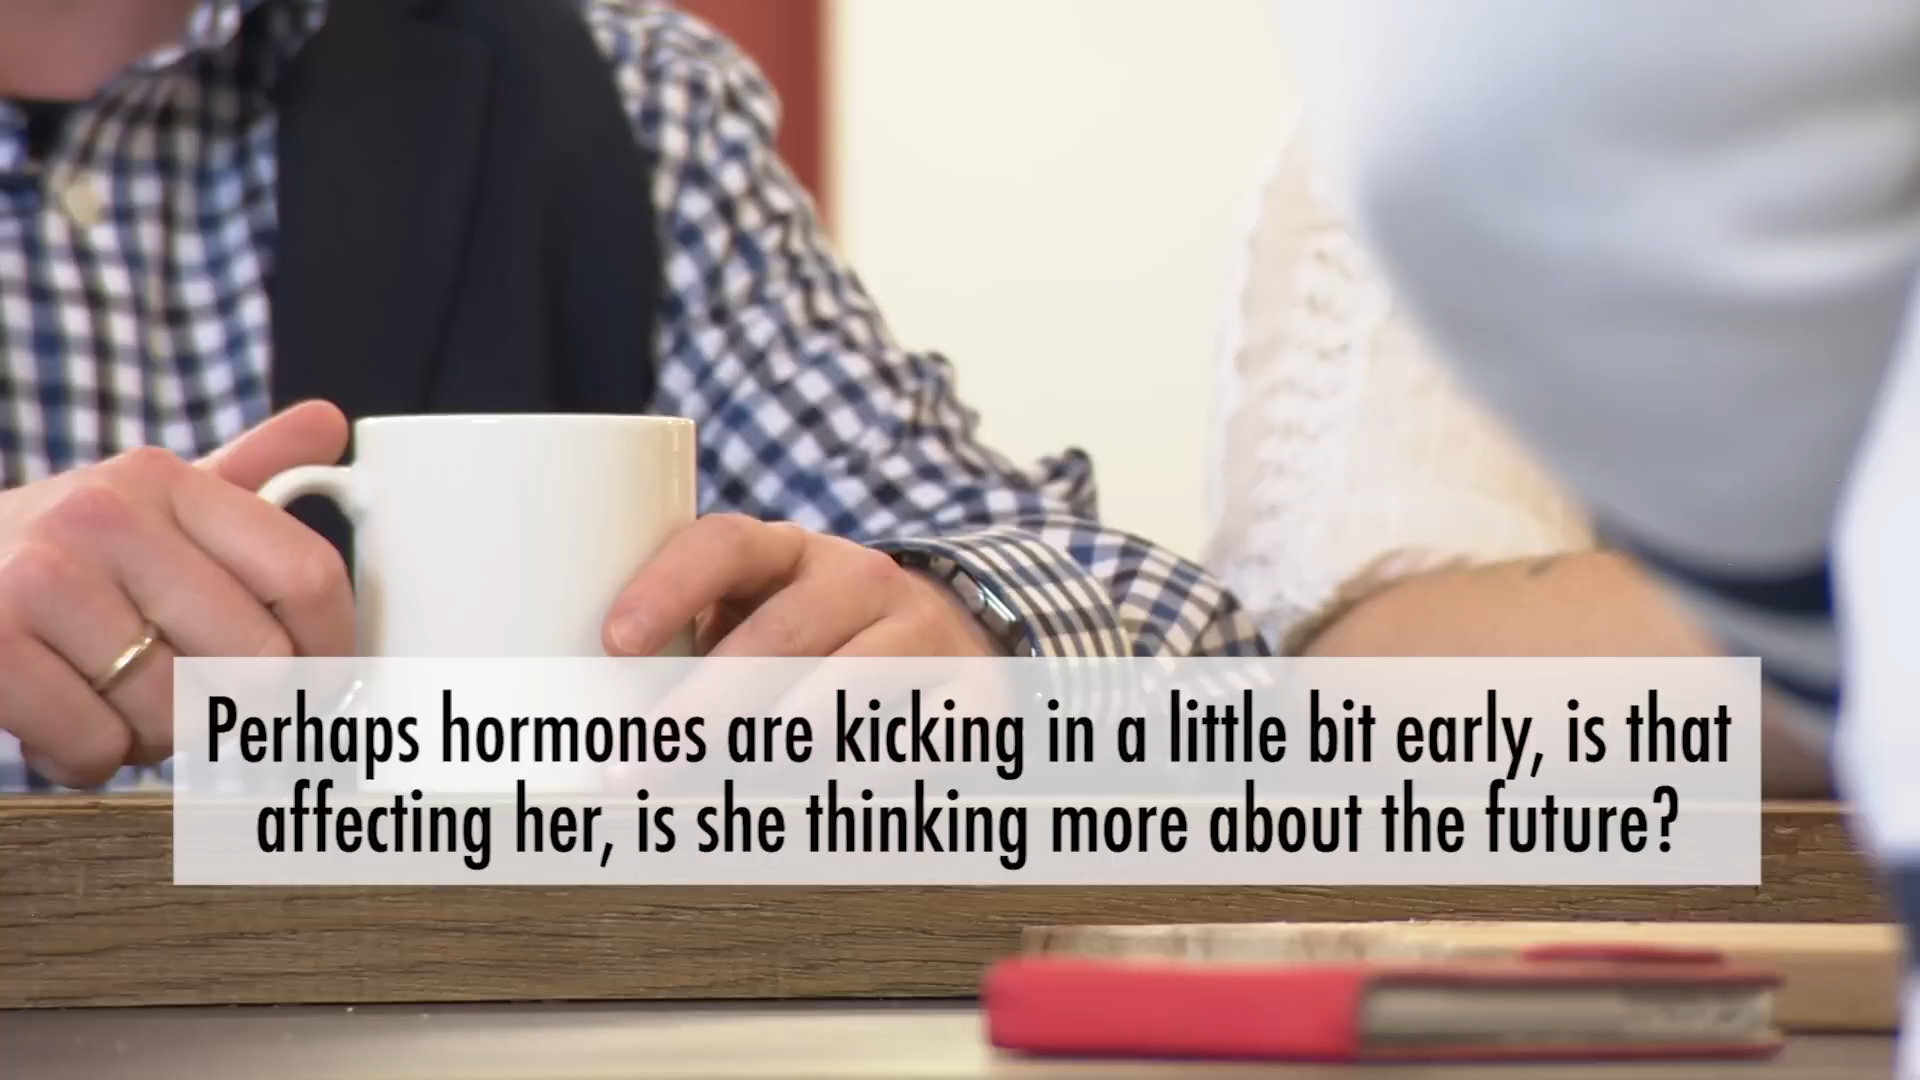 Perhaps hormones are kicking in a little bit early, is that
affecting her, is she thinking more about the future?